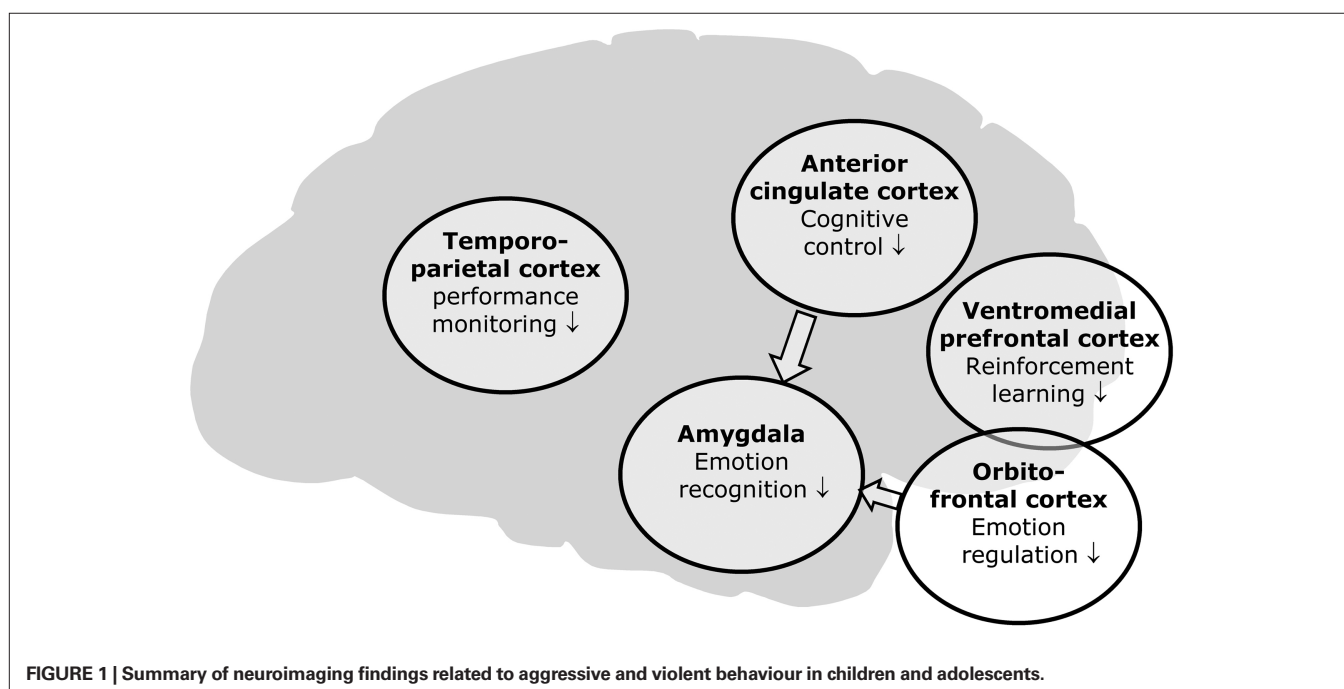 Anterior
cingulate cortex
Cognitive
control ↓
Temporo-
parietal cortex
performance
monitoring ↓
Ventromedial
prefrontal cortex
Reinforcement
learning ↓
Amygdala
Emotion
recognition ↓
Orbito-
frontal cortex
Emotion
regulation ↓
FIGURE 1 | Summary of neuroimaging findings related to aggressive and violent behaviour in children and adolescents.